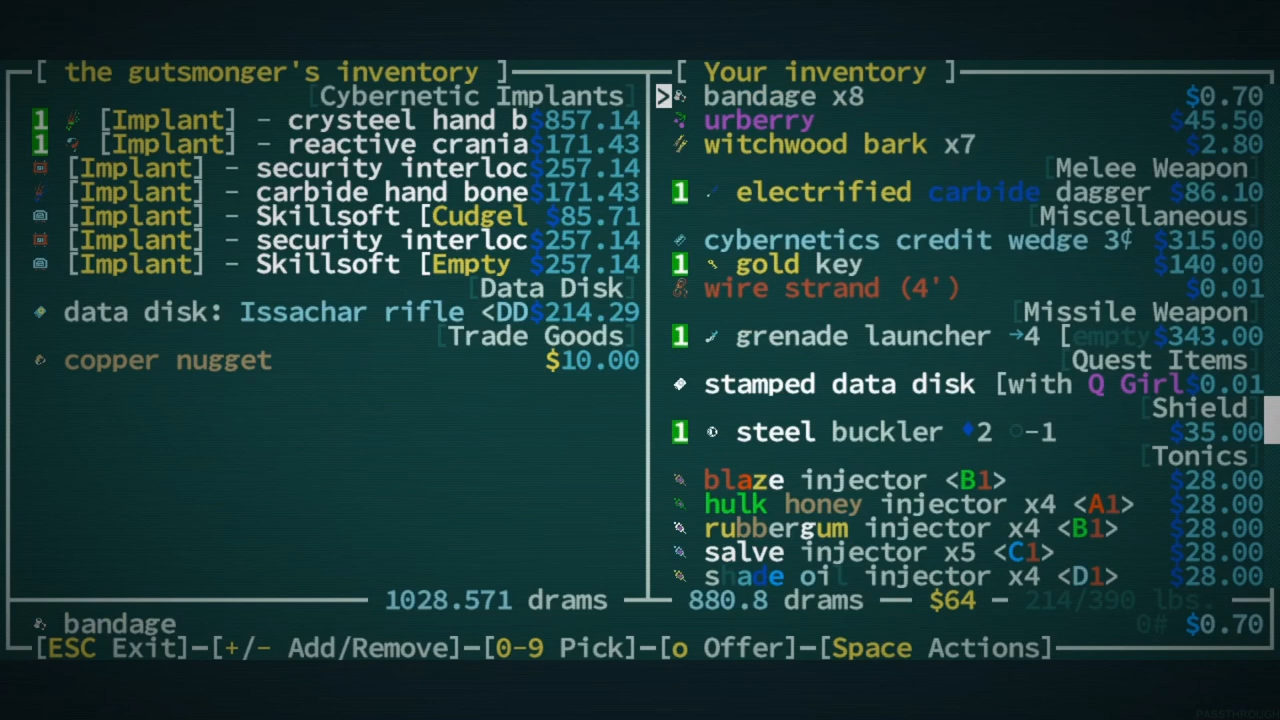 [ the gutsmonger's inventory ]
[Cybernetic Implants]
1 [Implant] - crysteel hand b$857.14
1 [Implant] - reactive crania$171.43
[Implant] - security interloc$257.14
[Implant] - carbide hand bone$171.43
[Implant] - Skillsoft [Cudgel $85.71
[Implant] - security interloc$257.14
[Implant] - Skillsoft [Empty $257.14
[Data Disk]
data disk: Issachar rifle <DD$214.29
[Trade Goods]
copper nugget $10.00
1028.571 drams
[ Your inventory ]
> bandage x8 $0.70
urberry $45.50
witchwood bark x7 $2.80
[Melee Weapon]
1 electrified carbide dagger $86.10
[Miscellaneous]
cybernetics credit wedge 3¢ $315.00
1 gold key $140.00
wire strand (4') $0.01
[Missile Weapon]
1 grenade launcher →4 [empty$343.00
[Quest Items]
stamped data disk [with Q Girl$0.01
[Shield]
1 steel buckler ♦2 ○-1 $35.00
[Tonics]
blaze injector <B1> $28.00
hulk honey injector x4 <A1> $28.00
rubbergum injector x4 <B1> $28.00
salve injector x5 <C1> $28.00
shade oil injector x4 <D1> $28.00
880.8 drams — $64 — 214/390 lbs.
bandage 0# $0.70
[ESC Exit]-[+/- Add/Remove]-[0-9 Pick]-[o Offer]-[Space Actions]